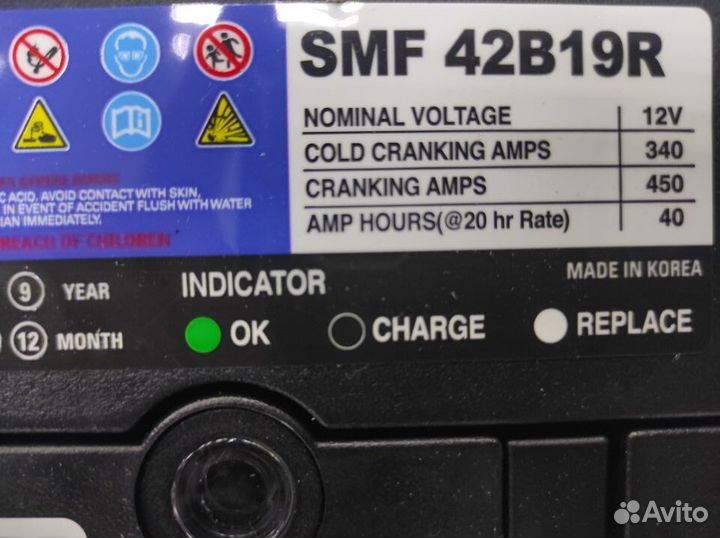 SMF 42B19R
NOMINAL VOLTAGE 12V
COLD CRANKING AMPS 340
CRANKING AMPS 450
AMP HOURS(@20 hr Rate) 40
C ACID, AVOID CONTACT WITH SKIN,
IN EVENT OF ACCIDENT FLUSH WITH WATER
IAN IMMEDIATELY.
REACH OF CHILDREN
MADE IN KOREA
9 YEAR
12 MONTH
INDICATOR
OK CHARGE REPLACE
Avito